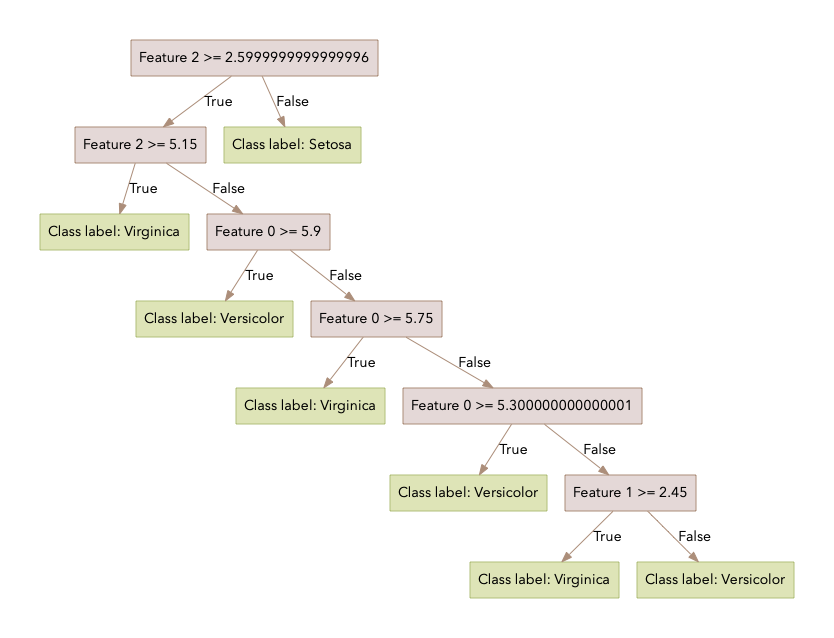 Feature 2 >= 2.5999999999999996
True
False
Feature 2 >= 5.15
Class label: Setosa
True
False
Class label: Virginica
Feature 0 >= 5.9
True
False
Class label: Versicolor
Feature 0 >= 5.75
True
False
Class label: Virginica
Feature 0 >= 5.300000000000001
True
False
Class label: Versicolor
Feature 1 >= 2.45
True
False
Class label: Virginica
Class label: Versicolor